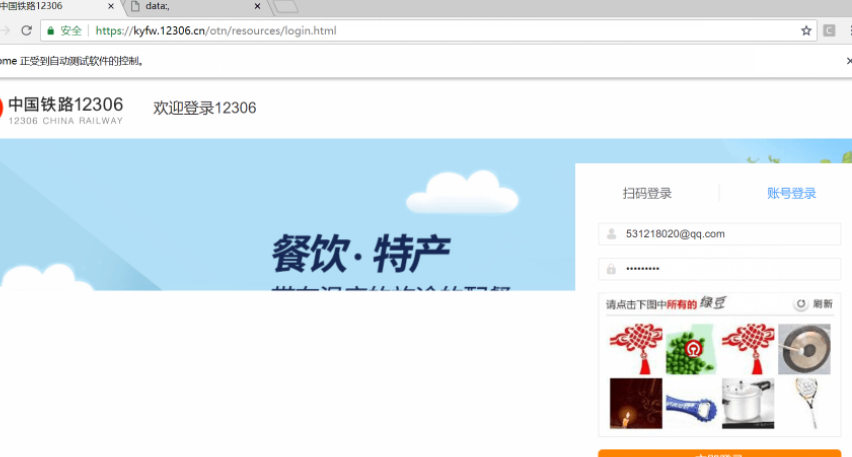 中国铁路12306
data:,
安全 https://kyfw.12306.cn/otn/resources/login.html
ome 正受到自动测试软件的控制。
中国铁路12306 欢迎登录12306
12306 CHINA RAILWAY
扫码登录 账号登录
餐饮·特产
531218020@qq.com
请点击下图中所有的 绿豆 刷新